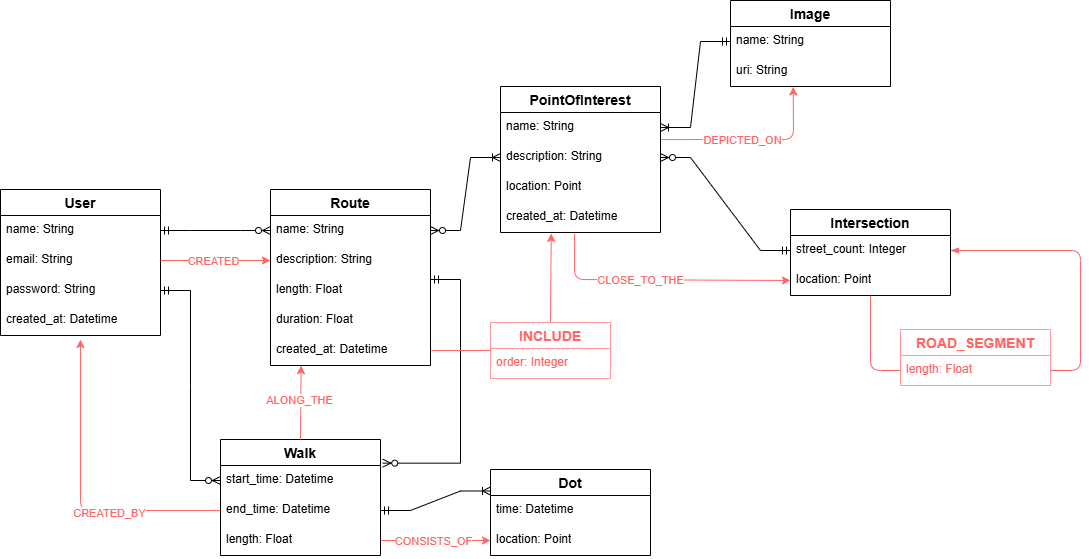 Image
name: String
uri: String
PointOfInterest
name: String
description: String
location: Point
created_at: Datetime
DEPICTED_ON
User
name: String
email: String
password: String
created_at: Datetime
CREATED
Route
name: String
description: String
length: Float
duration: Float
created_at: Datetime
Intersection
street_count: Integer
location: Point
CLOSE_TO_THE
INCLUDE
order: Integer
ROAD_SEGMENT
length: Float
ALONG_THE
Walk
start_time: Datetime
end_time: Datetime
length: Float
CREATED_BY
CONSISTS_OF
Dot
time: Datetime
location: Point